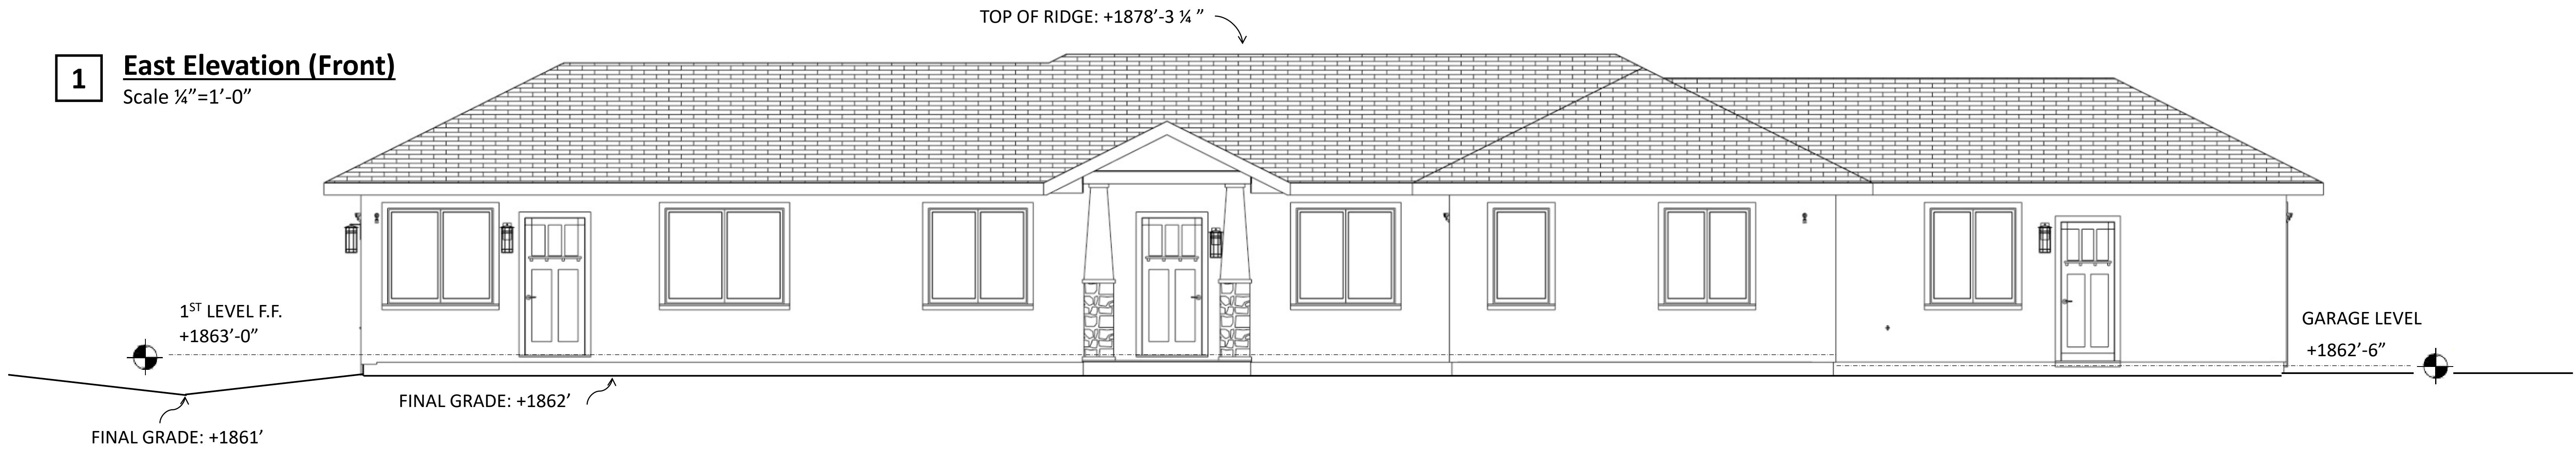 TOP OF RIDGE: +1878’-3 ¼ ”
1
East Elevation (Front)
Scale ¼”=1’-0”
1ST LEVEL F.F.
+1863’-0”
GARAGE LEVEL
+1862’-6”
FINAL GRADE: +1862’
FINAL GRADE: +1861’